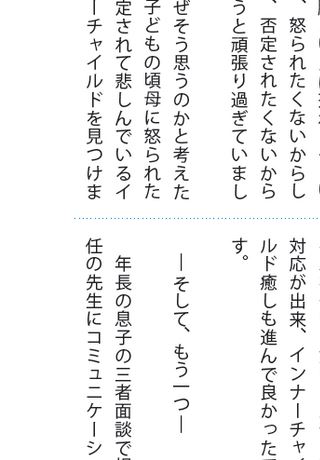 、怒られたくないからし
、否定されたくないから
うと頑張り過ぎていまし
ぜそう思うのかと考えた
子どもの頃母に怒られた
定されて悲しんでいるイ
ーチャイルドを見つけま
対応が出来、インナーチャ
ルド癒しも進んで良かった
す。
―そして、もう一つ―
年長の息子の三者面談で
任の先生にコミュニケーシ